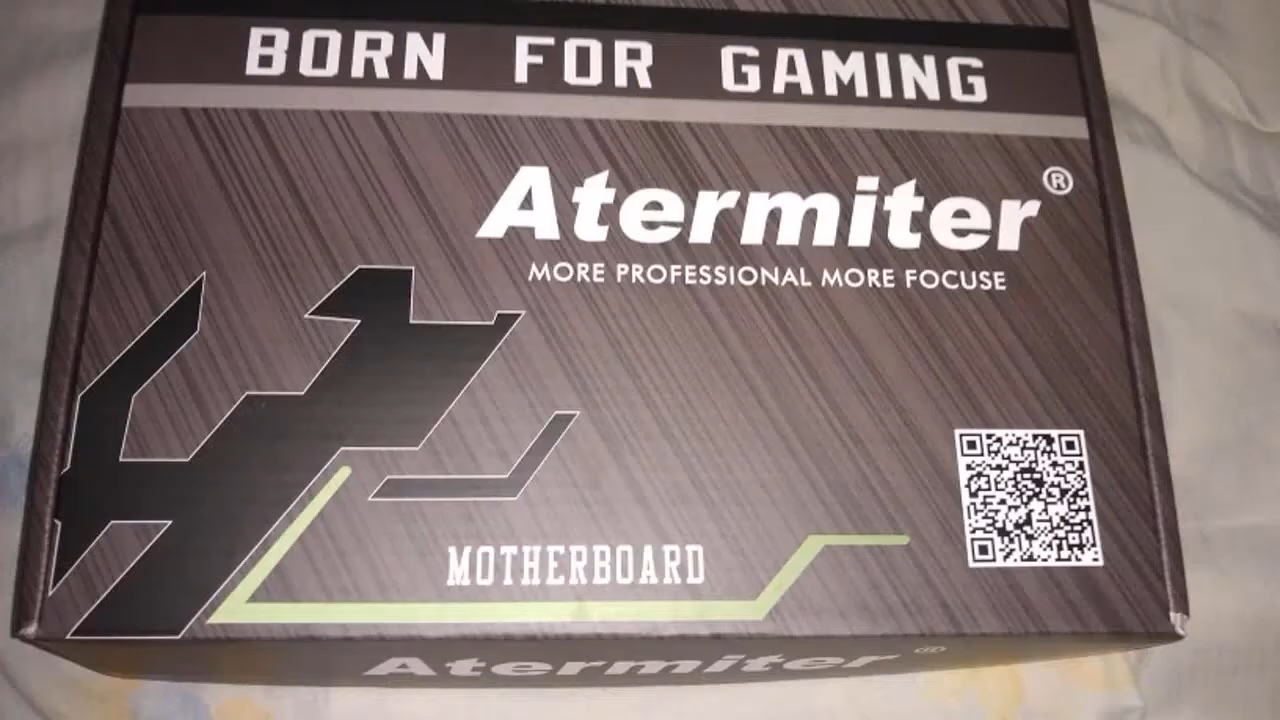 BORN FOR GAMING
Atermiter®
MORE PROFESSIONAL MORE FOCUSE
MOTHERBOARD
Atermiter®